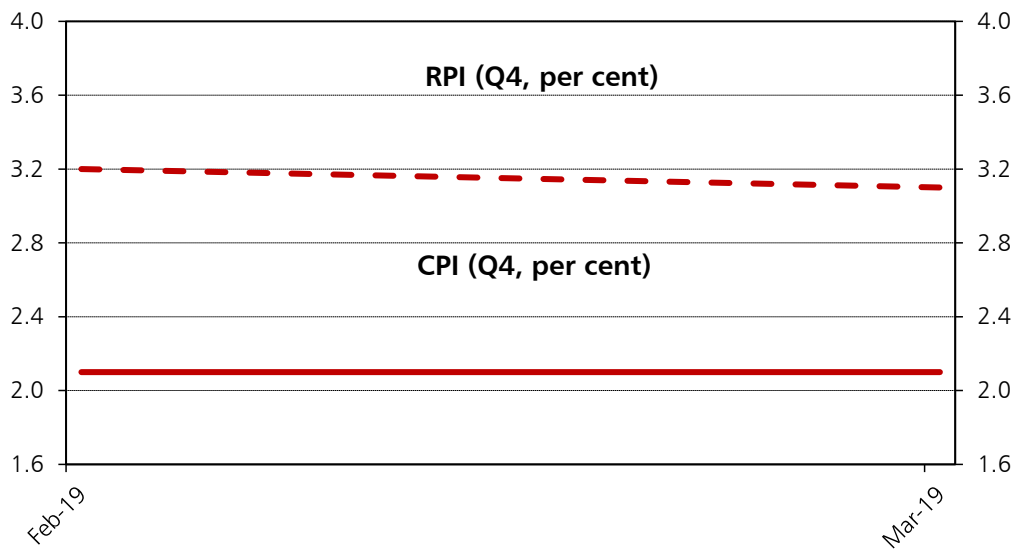 4.0 4.0
RPI (Q4, per cent)
3.6 3.6
3.2 3.2
2.8 2.8
CPI (Q4, per cent)
2.4 2.4
2.0 2.0
1.6 1.6
Feb-19 Mar-19